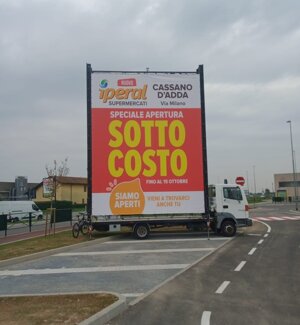 NUOVO
iperal
SUPERMERCATI
CASSANO
D'ADDA
Via Milano
SPECIALE APERTURA
SOTTO
COSTO
FINO AL 15 OTTOBRE
SIAMO
APERTI
VIENI A TROVARCI
ANCHE TU